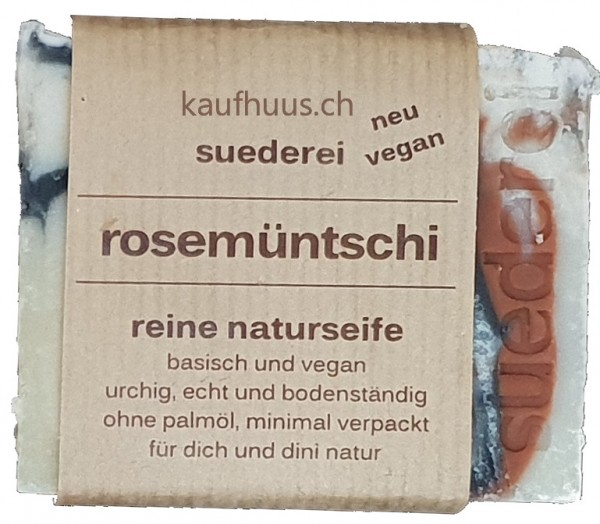 kaufhuus.ch
suederei
neu
vegan
rosemüntschi
reine naturseife
basisch und vegan
urchig, echt und bodenständig
ohne palmöl, minimal verpackt
für dich und dini natur
suederei